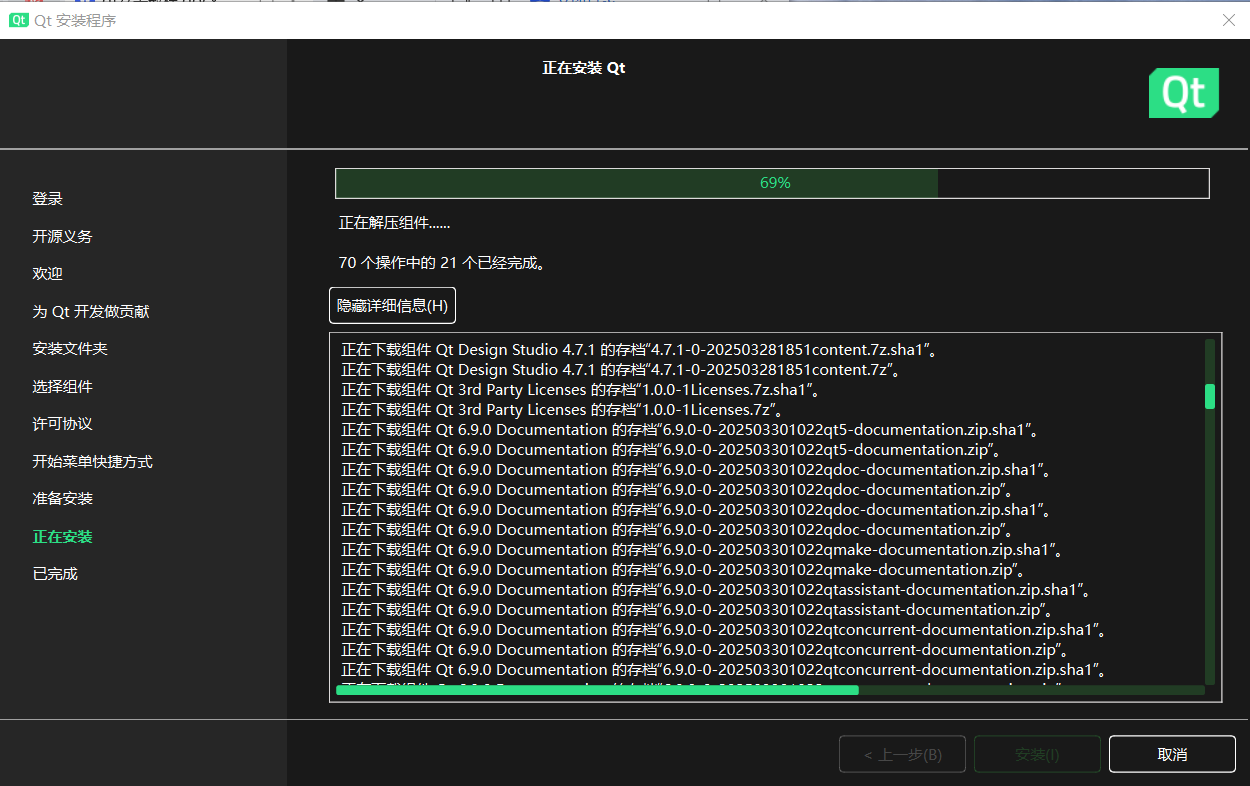 Qt Qt 安装程序
正在安装 Qt
Qt
登录
开源义务
欢迎
为 Qt 开发做贡献
安装文件夹
选择组件
许可协议
开始菜单快捷方式
准备安装
正在安装
已完成
69%
正在解压组件......
70 个操作中的 21 个已经完成。
隐藏详细信息(H)
正在下载组件 Qt Design Studio 4.7.1 的存档“4.7.1-0-202503281851content.7z.sha1”。
正在下载组件 Qt Design Studio 4.7.1 的存档“4.7.1-0-202503281851content.7z”。
正在下载组件 Qt 3rd Party Licenses 的存档“1.0.0-1Licenses.7z.sha1”。
正在下载组件 Qt 3rd Party Licenses 的存档“1.0.0-1Licenses.7z”。
正在下载组件 Qt 6.9.0 Documentation 的存档“6.9.0-0-202503301022qt5-documentation.zip.sha1”。
正在下载组件 Qt 6.9.0 Documentation 的存档“6.9.0-0-202503301022qt5-documentation.zip”。
正在下载组件 Qt 6.9.0 Documentation 的存档“6.9.0-0-202503301022qdoc-documentation.zip.sha1”。
正在下载组件 Qt 6.9.0 Documentation 的存档“6.9.0-0-202503301022qdoc-documentation.zip”。
正在下载组件 Qt 6.9.0 Documentation 的存档“6.9.0-0-202503301022qdoc-documentation.zip.sha1”。
正在下载组件 Qt 6.9.0 Documentation 的存档“6.9.0-0-202503301022qdoc-documentation.zip”。
正在下载组件 Qt 6.9.0 Documentation 的存档“6.9.0-0-202503301022qmake-documentation.zip.sha1”。
正在下载组件 Qt 6.9.0 Documentation 的存档“6.9.0-0-202503301022qmake-documentation.zip”。
正在下载组件 Qt 6.9.0 Documentation 的存档“6.9.0-0-202503301022qtassistant-documentation.zip.sha1”。
正在下载组件 Qt 6.9.0 Documentation 的存档“6.9.0-0-202503301022qtassistant-documentation.zip”。
正在下载组件 Qt 6.9.0 Documentation 的存档“6.9.0-0-202503301022qtconcurrent-documentation.zip.sha1”。
正在下载组件 Qt 6.9.0 Documentation 的存档“6.9.0-0-202503301022qtconcurrent-documentation.zip”。
正在下载组件 Qt 6.9.0 Documentation 的存档“6.9.0-0-202503301022qtconcurrent-documentation.zip.sha1”。
< 上一步(B)
安装(I)
取消